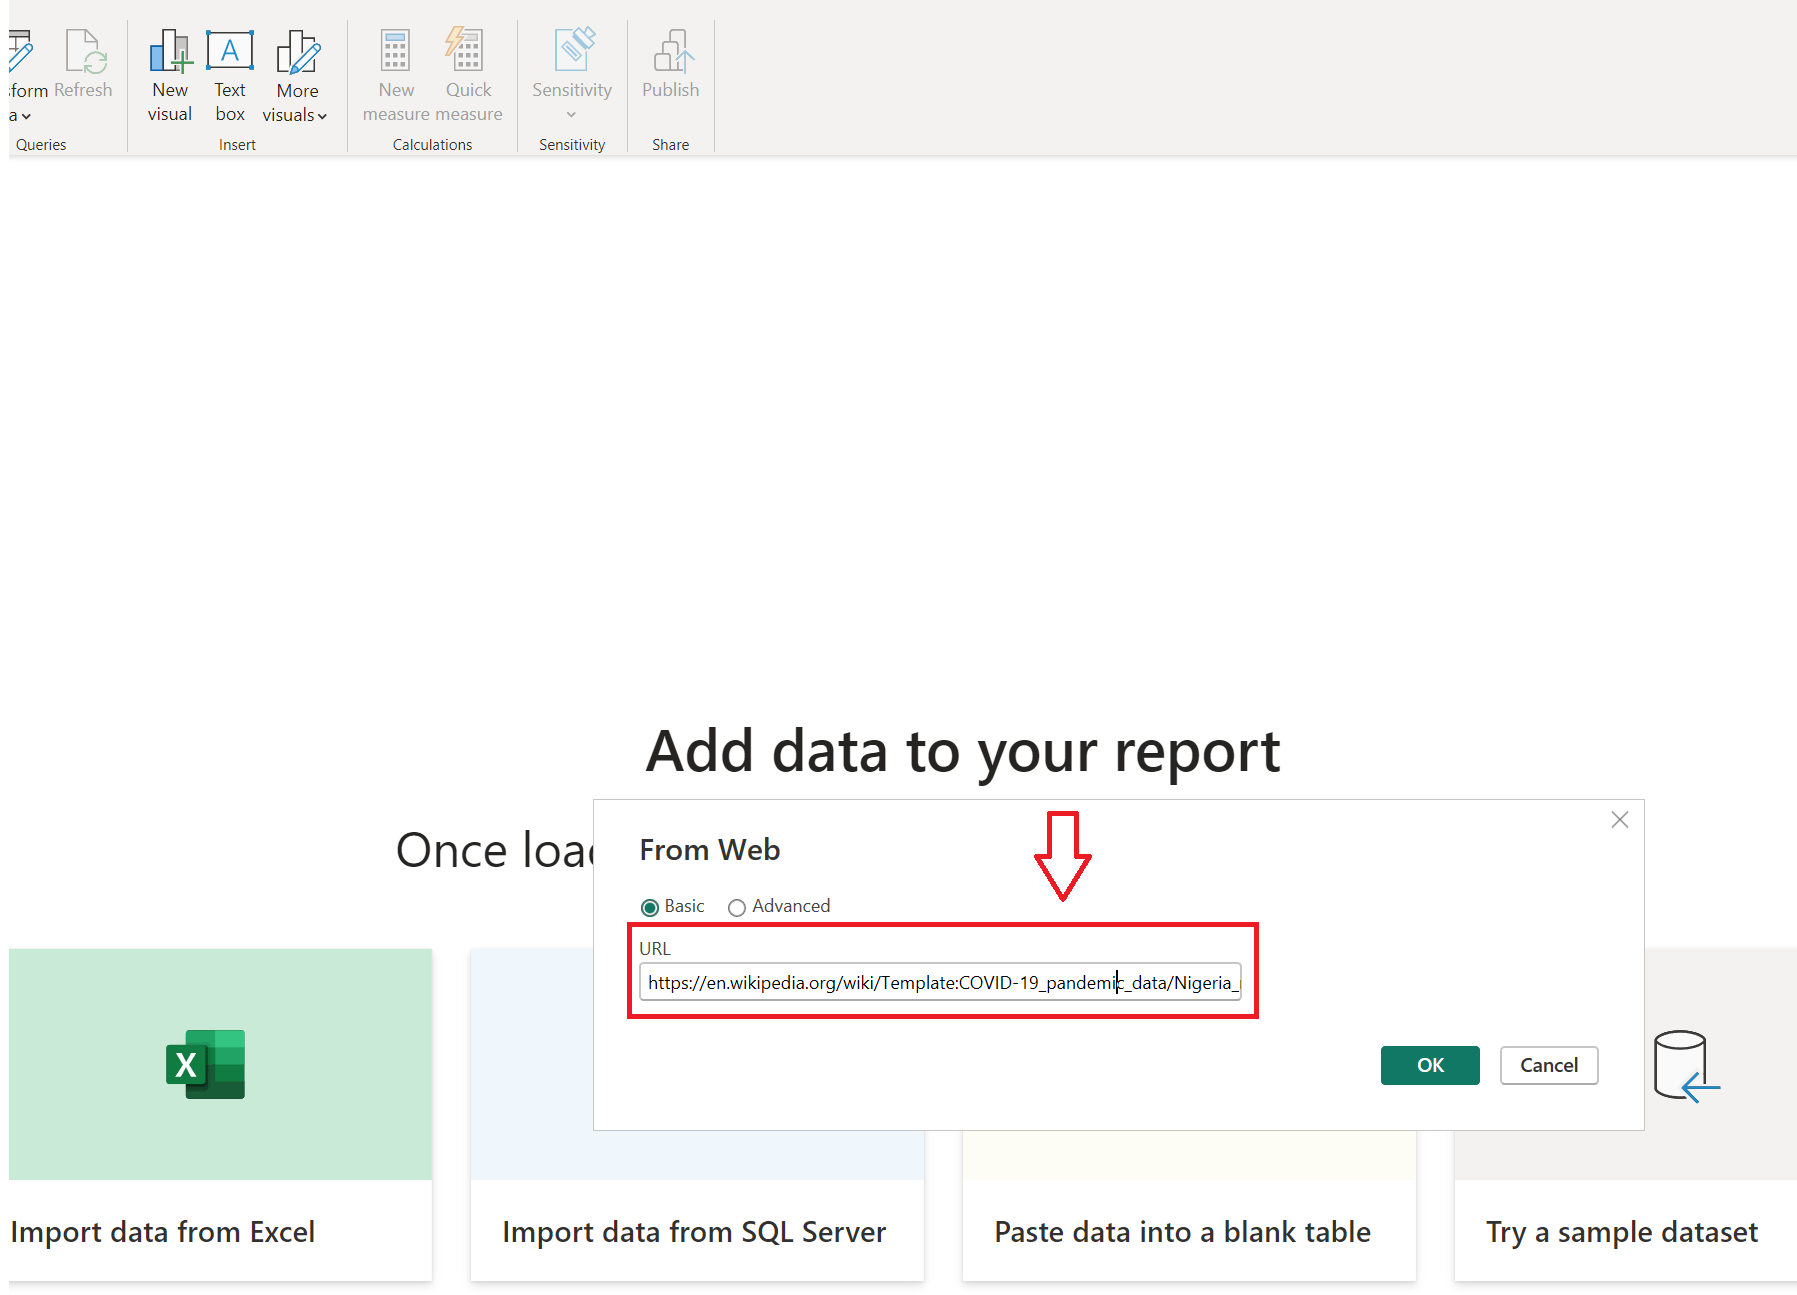 sform Refresh
a
Queries
New visual
Text box
More visuals
Insert
New measure
Quick measure
Calculations
Sensitivity
Sensitivity
Publish
Share
Add data to your report
Once loa
From Web
Basic Advanced
URL
https://en.wikipedia.org/wiki/Template:COVID-19_pandemic_data/Nigeria_
OK Cancel
X
Import data from Excel
Import data from SQL Server
Paste data into a blank table
Try a sample dataset